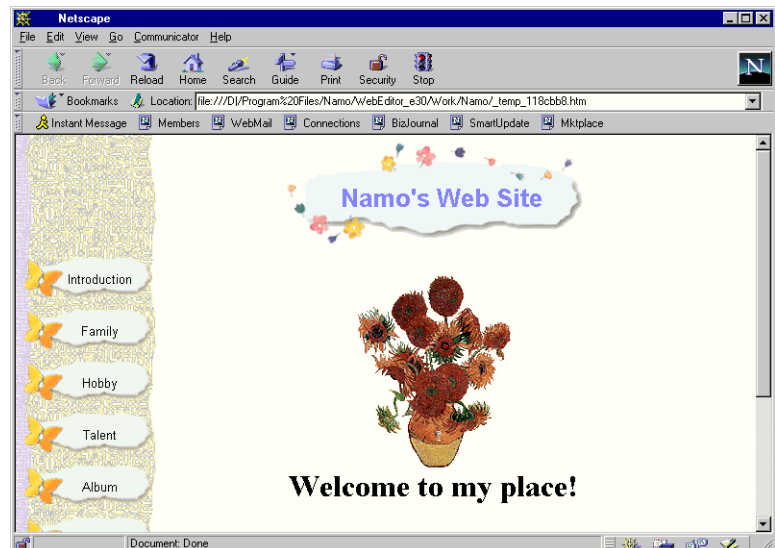 Netscape
File Edit View Go Communicator Help
Back Forward Reload Home Search Guide Print Security Stop
N
Bookmarks Location: file:///D|/Program%20Files/Namo/WebEditor_e30/Work/Namo/_temp_118cbb8.htm
Instant Message Members WebMail Connections BizJournal SmartUpdate Mktplace
Namo's Web Site
Introduction
Family
Hobby
Talent
Album
Welcome to my place!
Document: Done